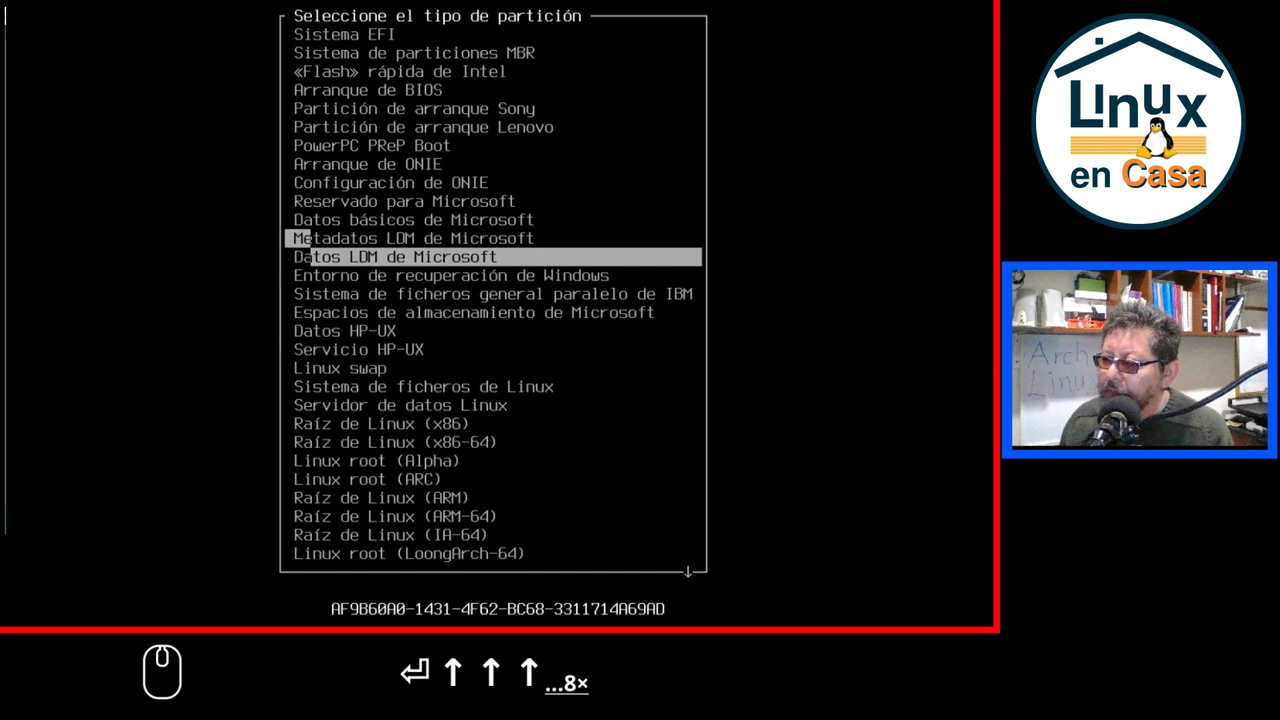 Seleccione el tipo de partición
Sistema EFI
Sistema de particiones MBR
«Flash» rápida de Intel
Arranque de BIOS
Partición de arranque Sony
Partición de arranque Lenovo
PowerPC PReP Boot
Arranque de ONIE
Configuración de ONIE
Reservado para Microsoft
Datos básicos de Microsoft
Metadatos LDM de Microsoft
Datos LDM de Microsoft
Entorno de recuperación de Windows
Sistema de ficheros general paralelo de IBM
Espacios de almacenamiento de Microsoft
Datos HP-UX
Servicio HP-UX
Linux swap
Sistema de ficheros de Linux
Servidor de datos Linux
Raíz de Linux (x86)
Raíz de Linux (x86-64)
Linux root (Alpha)
Linux root (ARC)
Raíz de Linux (ARM)
Raíz de Linux (ARM-64)
Raíz de Linux (IA-64)
Linux root (LoongArch-64)
AF9B60A0-1431-4F62-BC68-3311714A69AD
⏎ ↑ ↑ ↑ ...8×
LInux
en Casa
Arch
Linux